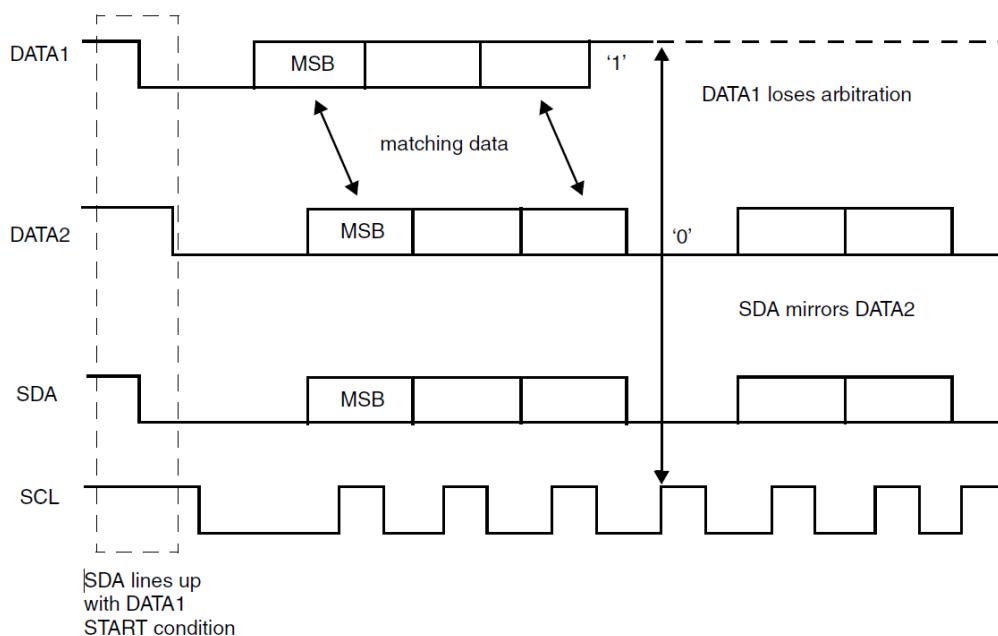 DATA1
MSB
‘1’
DATA1 loses arbitration
matching data
DATA2
MSB
‘0’
SDA mirrors DATA2
SDA
MSB
SCL
SDA lines up
with DATA1
START condition